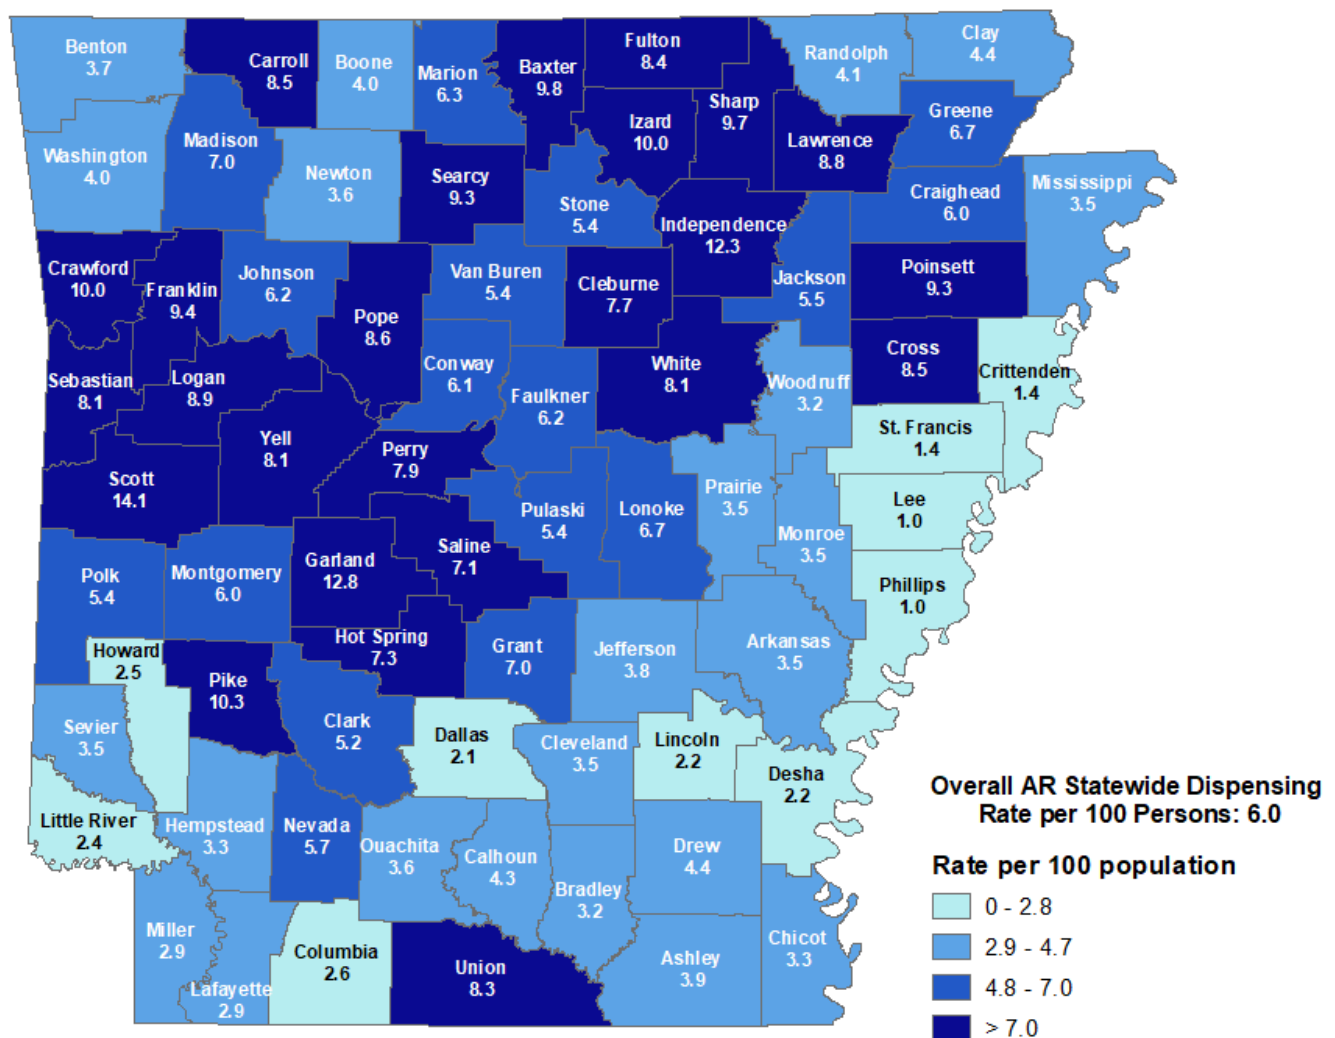 Benton
3.7
Carroll
8.5
Boone
4.0
Marion
6.3
Baxter
9.8
Fulton
8.4
Randolph
4.1
Clay
4.4
Sharp
9.7
Izard
10.0
Greene
6.7
Lawrence
8.8
Washington
4.0
Madison
7.0
Newton
3.6
Searcy
9.3
Stone
5.4
Independence
12.3
Craighead
6.0
Mississippi
3.5
Crawford
10.0
Franklin
9.4
Johnson
6.2
Pope
8.6
Van Buren
5.4
Cleburne
7.7
Jackson
5.5
Poinsett
9.3
Sebastian
8.1
Logan
8.9
Conway
6.1
Faulkner
6.2
White
8.1
Woodruff
3.2
Cross
8.5
Crittenden
1.4
Scott
14.1
Yell
8.1
Perry
7.9
Pulaski
5.4
Lonoke
6.7
Prairie
3.5
Monroe
3.5
St. Francis
1.4
Lee
1.0
Phillips
1.0
Polk
5.4
Montgomery
6.0
Garland
12.8
Saline
7.1
Hot Spring
7.3
Grant
7.0
Jefferson
3.8
Arkansas
3.5
Howard
2.5
Pike
10.3
Clark
5.2
Dallas
2.1
Cleveland
3.5
Lincoln
2.2
Desha
2.2
Sevier
3.5
Little River
2.4
Hempstead
3.3
Nevada
5.7
Ouachita
3.6
Calhoun
4.3
Bradley
3.2
Drew
4.4
Miller
2.9
Lafayette
2.9
Columbia
2.6
Union
8.3
Ashley
3.9
Chicot
3.3
Overall AR Statewide Dispensing
Rate per 100 Persons: 6.0
Rate per 100 population
0 - 2.8
2.9 - 4.7
4.8 - 7.0
> 7.0